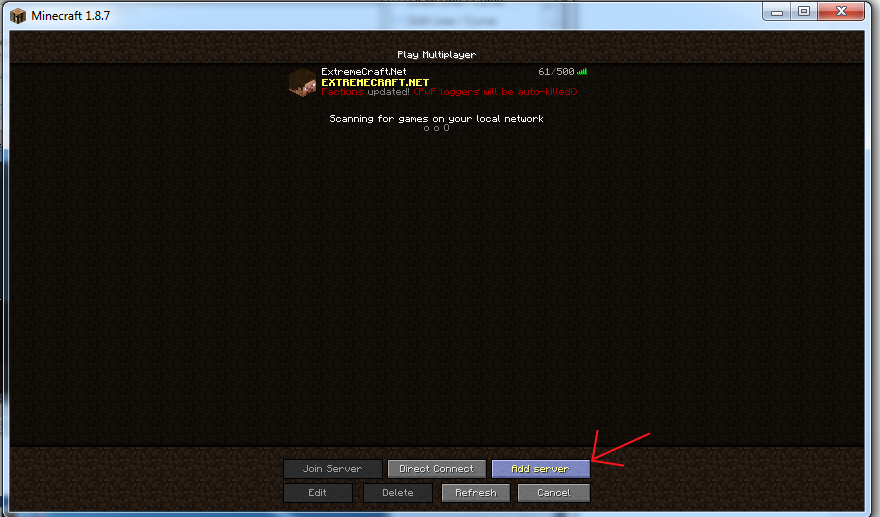 Minecraft 1.8.7
Play Multiplayer
ExtremeCraft.Net 61/500
EXTREMECRAFT.NET
Factions updated! (PvP loggers will be auto-killed!)
Scanning for games on your local network
o o O
Join Server Direct Connect Add server
Edit Delete Refresh Cancel